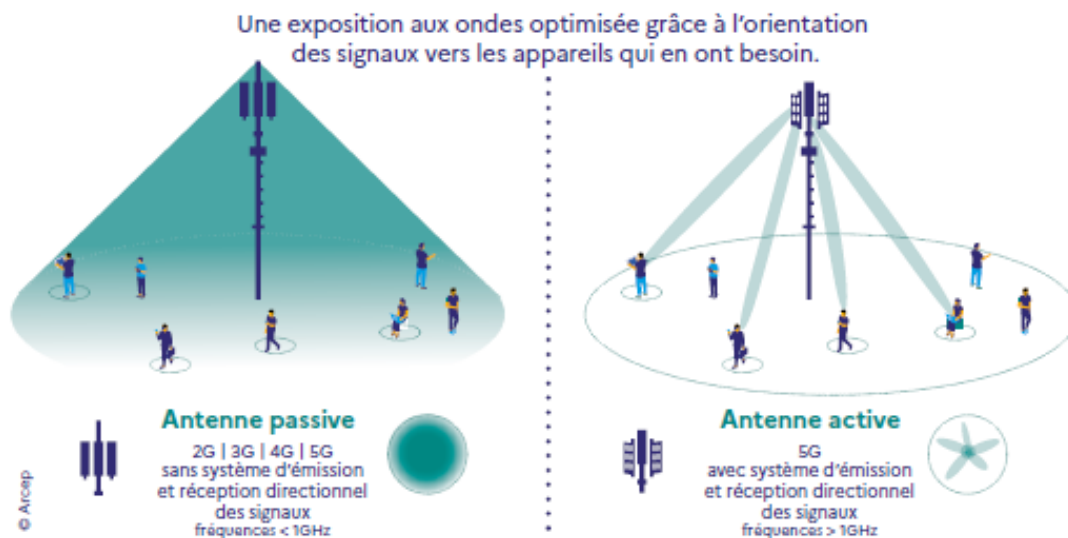 Une exposition aux ondes optimisée grâce à l'orientation
des signaux vers les appareils qui en ont besoin.
Antenne passive
2G | 3G | 4G | 5G
sans système d'émission
et réception directionnel
des signaux
fréquences < 1GHz
Antenne active
5G
avec système d'émission
et réception directionnel
des signaux
fréquences > 1GHz
© Arcep